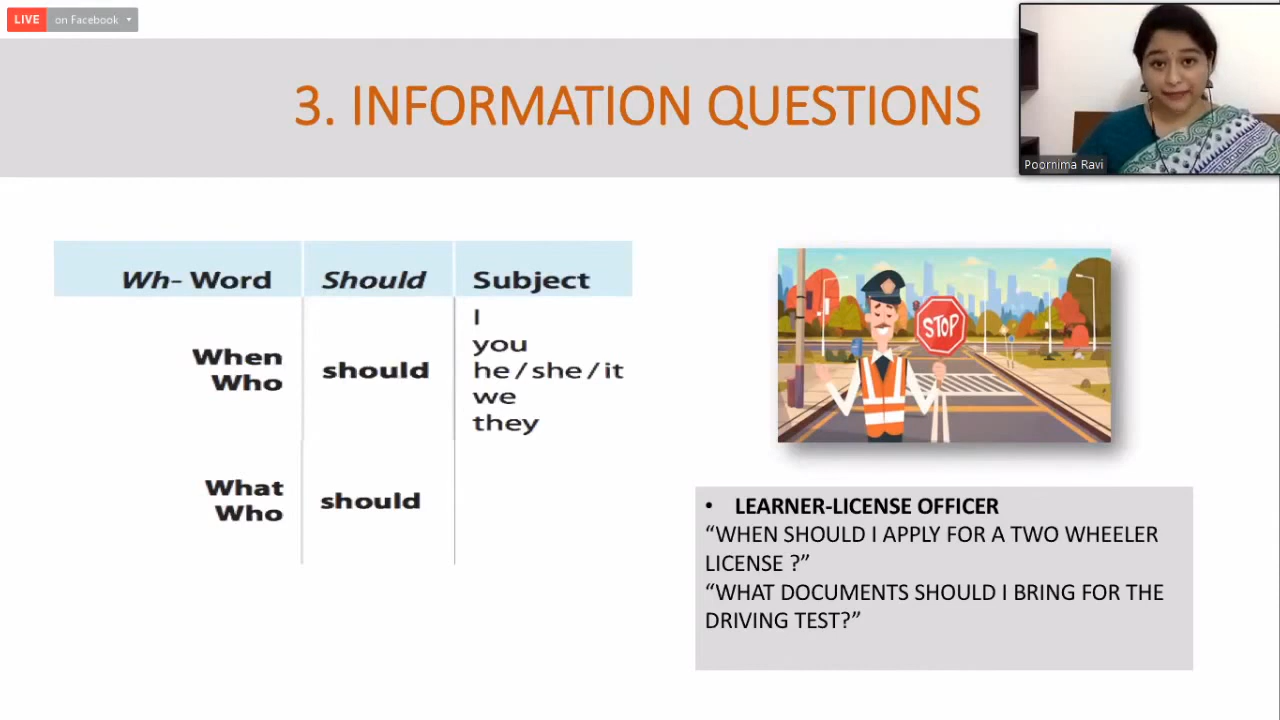 LIVE on Facebook
3. INFORMATION QUESTIONS
Poornima Ravi
Wh- Word Should Subject
I
you
When
Who
should
he/she/it
we
they
What
Who
should
STOP
• LEARNER-LICENSE OFFICER
“WHEN SHOULD I APPLY FOR A TWO WHEELER
LICENSE ?”
“WHAT DOCUMENTS SHOULD I BRING FOR THE
DRIVING TEST?”